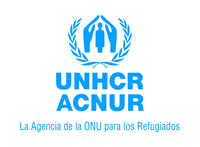 UNHCR
ACNUR
La Agencia de la ONU para los Refugiados